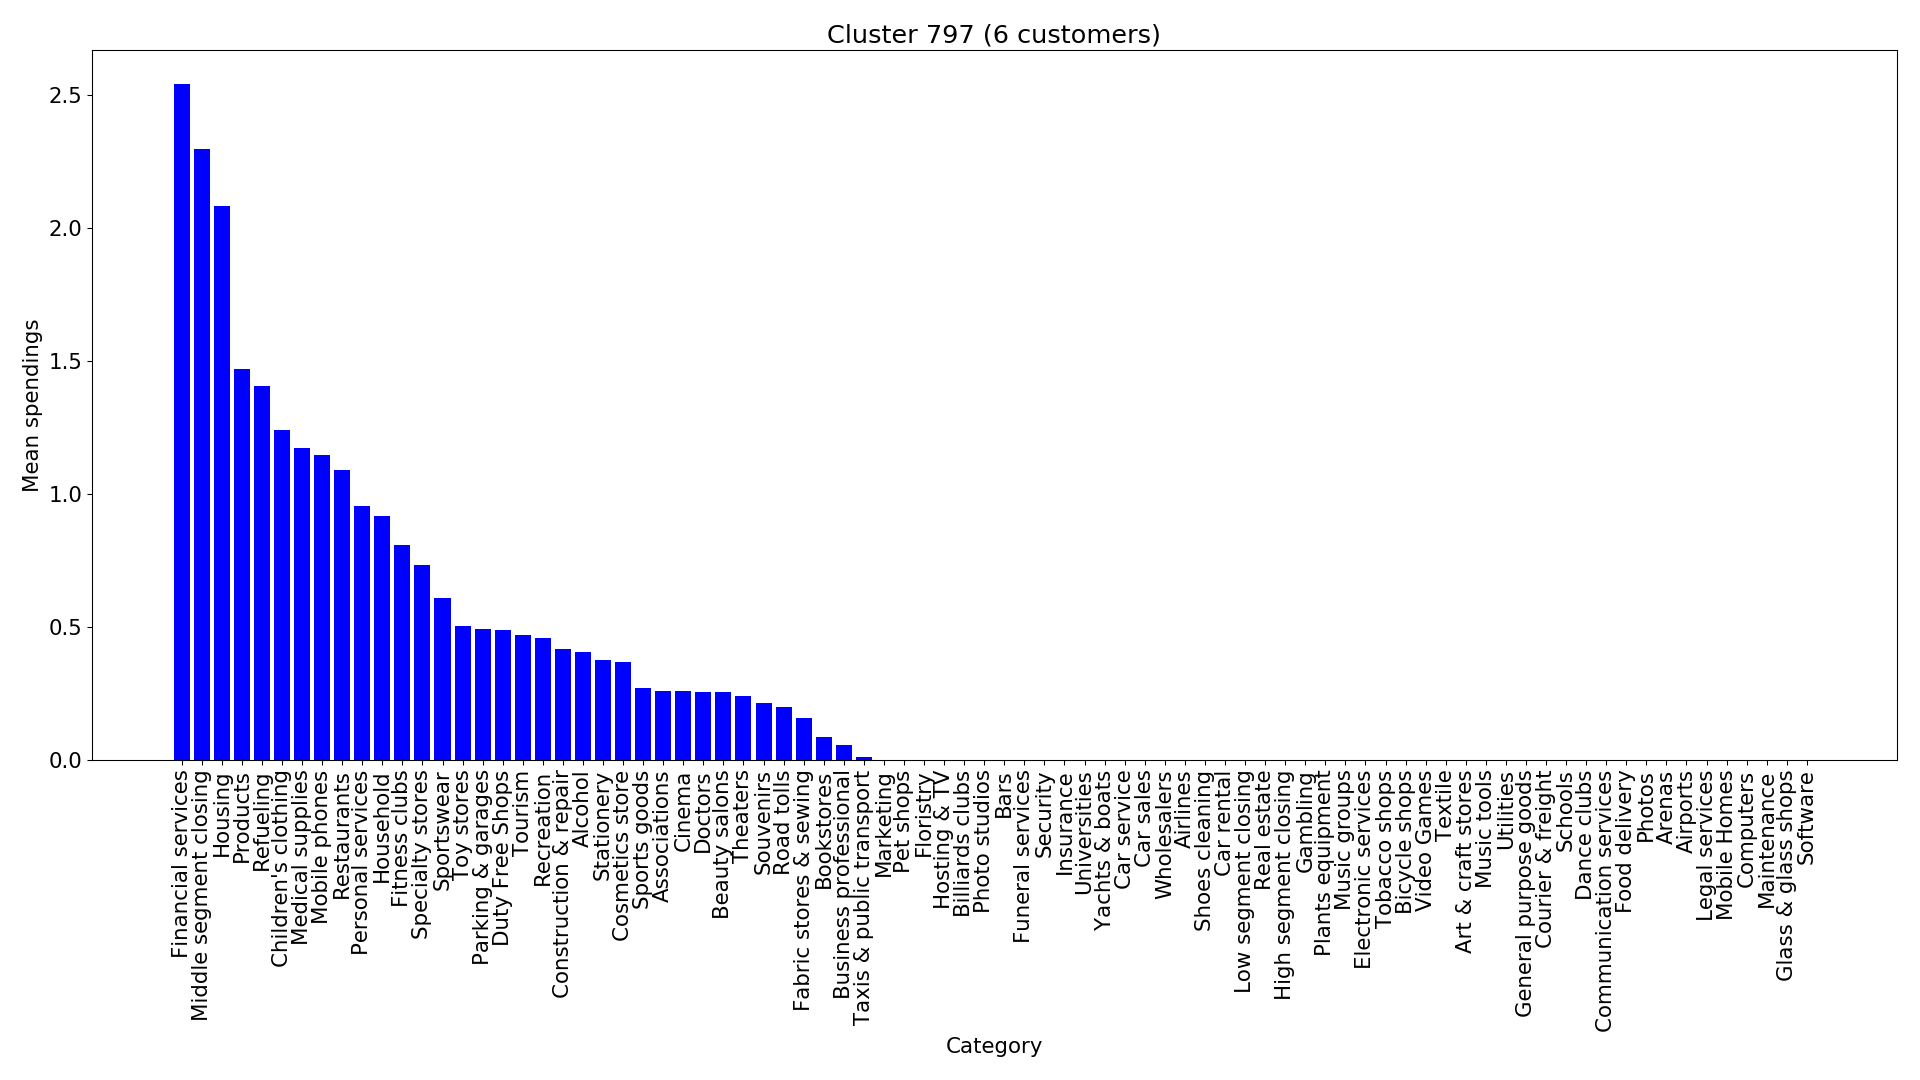 Cluster 797 (6 customers)
2.5
2.0
1.5
1.0
0.5
0.0
Mean spendings
Financial services
Middle segment closing
Housing
Products
Refueling
Children's clothing
Medical supplies
Mobile phones
Restaurants
Personal services
Household
Fitness clubs
Specialty stores
Sportswear
Toy stores
Parking & garages
Duty Free Shops
Tourism
Recreation
Construction & repair
Alcohol
Stationery
Cosmetics store
Sports goods
Associations
Cinema
Doctors
Beauty salons
Theaters
Souvenirs
Road tolls
Fabric stores & sewing
Bookstores
Business professional
Taxis & public transport
Marketing
Pet shops
Floristry
Hosting & TV
Billiards clubs
Photo studios
Bars
Funeral services
Security
Insurance
Universities
Yachts & boats
Car service
Car sales
Wholesalers
Airlines
Shoes cleaning
Car rental
Low segment closing
Real estate
High segment closing
Gambling
Plants equipment
Music groups
Electronic services
Tobacco shops
Bicycle shops
Video Games
Textile
Art & craft stores
Music tools
Utilities
General purpose goods
Courier & freight
Schools
Dance clubs
Communication services
Food delivery
Photos
Arenas
Airports
Legal services
Mobile Homes
Computers
Maintenance
Glass & glass shops
Software
Category